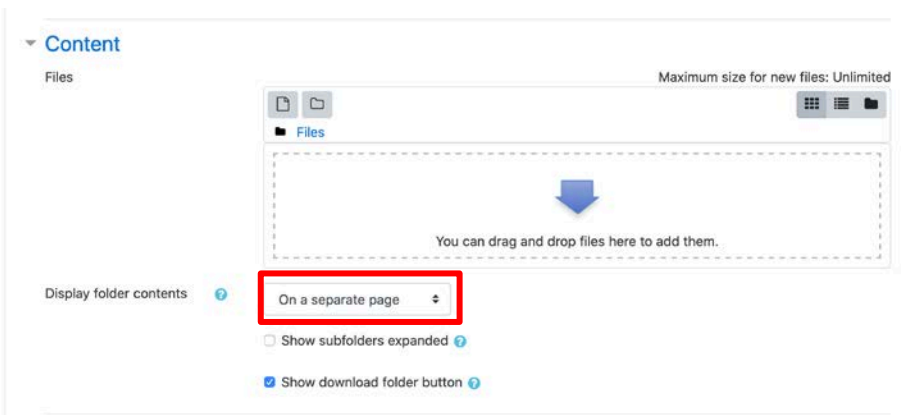 Content
Files
Maximum size for new files: Unlimited
Files
You can drag and drop files here to add them.
Display folder contents
On a separate page
Show subfolders expanded
Show download folder button